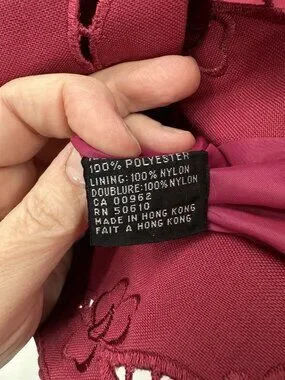 100% POLYESTER
LINING: 100% NYLON
DOUBLURE: 100% NYLON
CA 00962
RN 50610
MADE IN HONG KONG
FAIT A HONG KONG